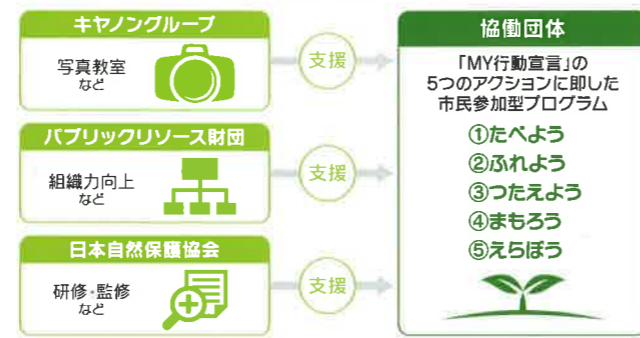 キヤノングループ
写真教室
など
支援
パブリックリソース財団
組織力向上
など
支援
日本自然保護協会
研修・監修
など
支援
協働団体
「MY行動宣言」の
5つのアクションに即した
市民参加型プログラム
①たべよう
②ふれよう
③つたえよう
④まもろう
⑤えらぼう